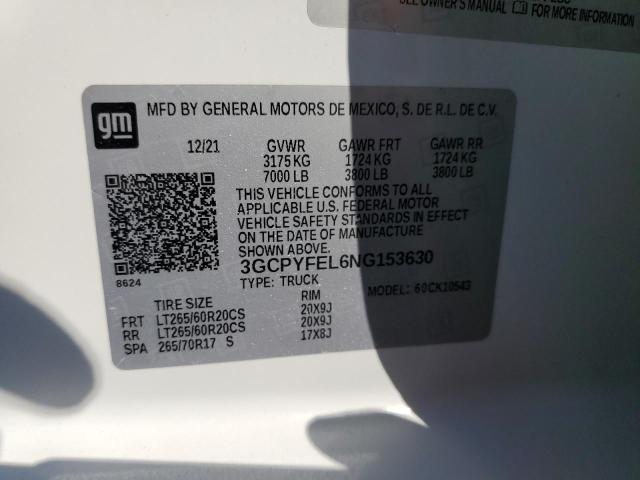 SEE OWNER'S MANUAL FOR MORE INFORMATION
gm
MFD BY GENERAL MOTORS DE MEXICO, S. DE R.L. DE C.V.
12/21 GVWR GAWR FRT GAWR RR
3175 KG 1724 KG 1724 KG
7000 LB 3800 LB 3800 LB
THIS VEHICLE CONFORMS TO ALL
APPLICABLE U.S. FEDERAL MOTOR
VEHICLE SAFETY STANDARDS IN EFFECT
ON THE DATE OF MANUFACTURE
SHOWN ABOVE.
3GCPYFEL6NG153630
8624
TYPE: TRUCK MODEL: 60CK10543
TIRE SIZE RIM
FRT LT265/60R20CS 20X9J
RR LT265/60R20CS 20X9J
SPA 265/70R17 S 17X8J